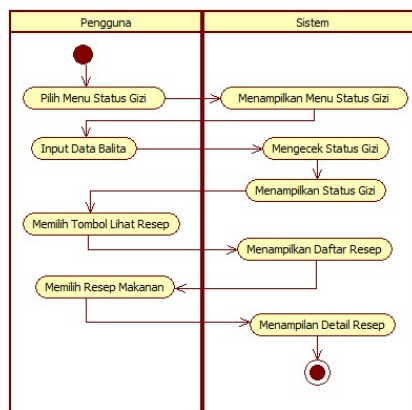 Pengguna
Sistem
Pilih Menu Status Gizi
Menampilkan Menu Status Gizi
Input Data Balita
Mengecek Status Gizi
Menampilkan Status Gizi
Memilih Tombol Lihat Resep
Menampilkan Daftar Resep
Memilih Resep Makanan
Menampilan Detail Resep